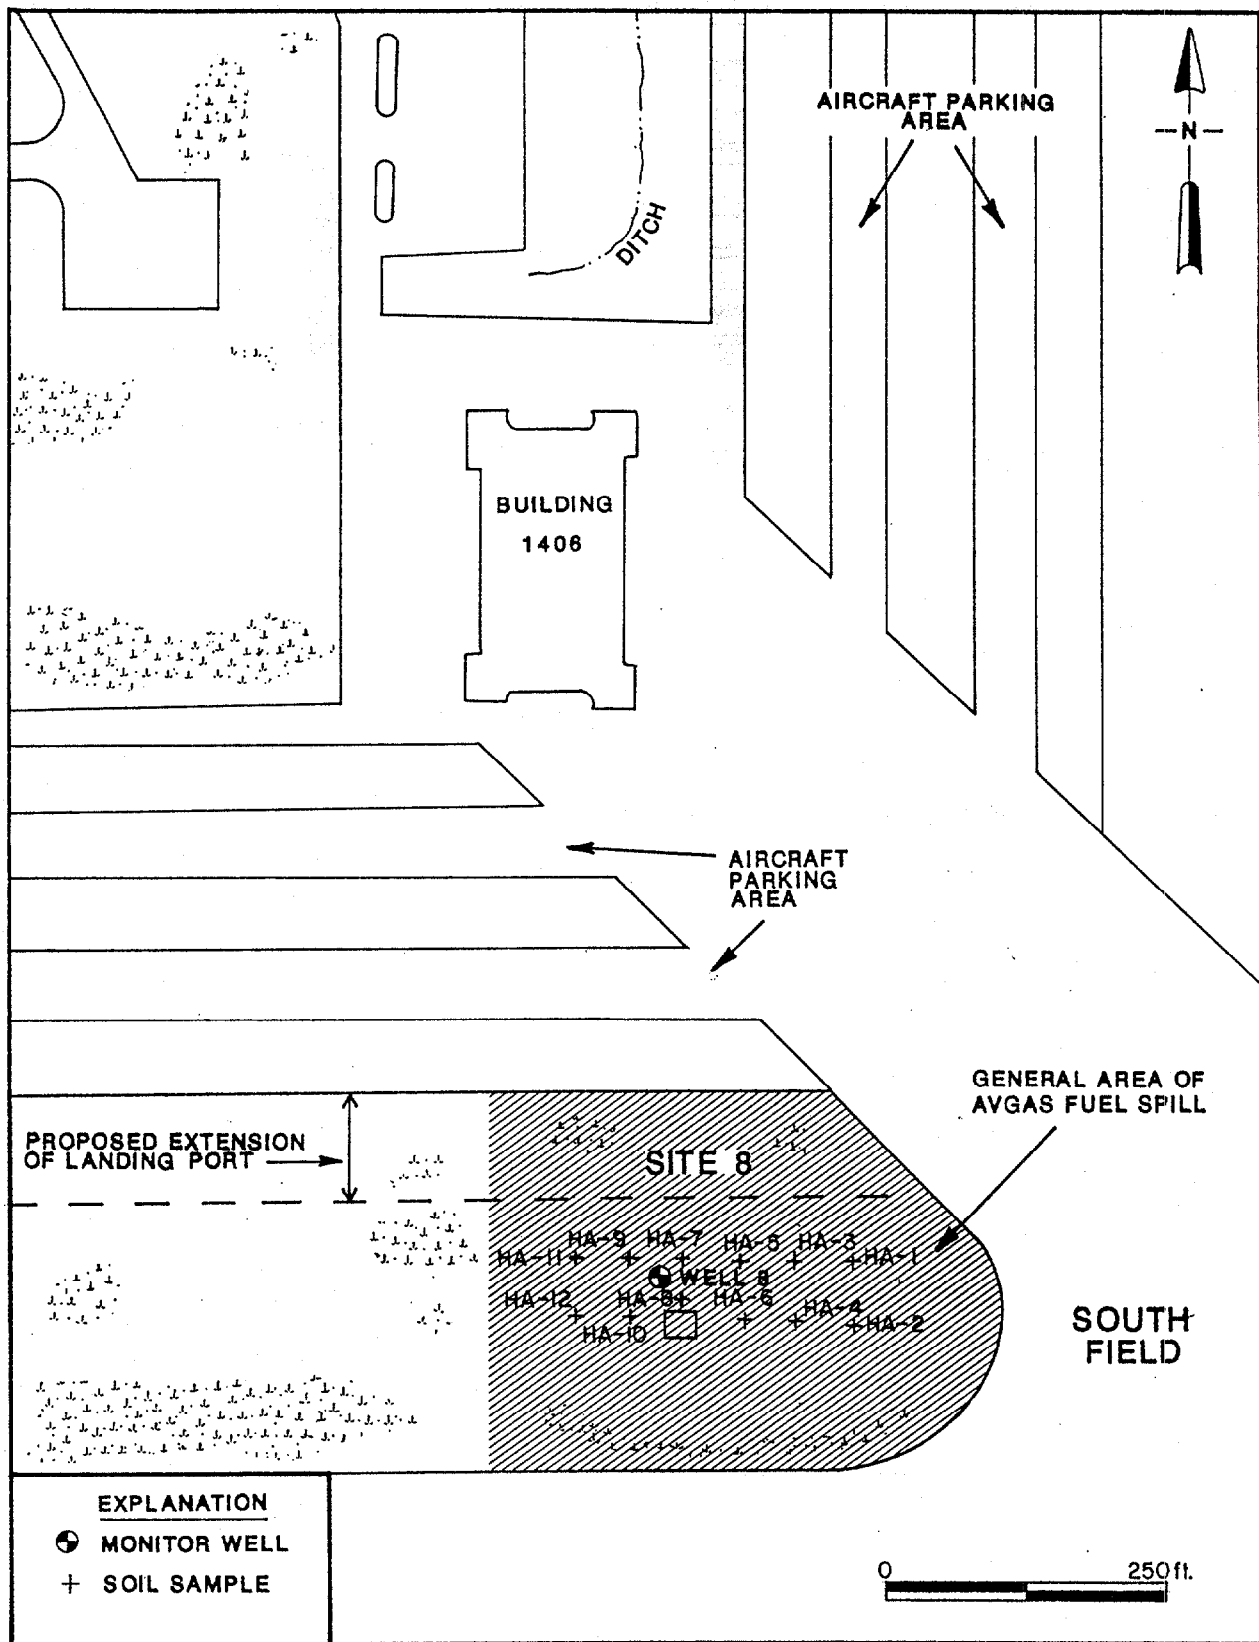 AIRCRAFT PARKING
AREA
N
DITCH
BUILDING
1406
AIRCRAFT
PARKING
AREA
GENERAL AREA OF
AVGAS FUEL SPILL
PROPOSED EXTENSION
OF LANDING PORT
SITE 8
HA-9 HA-7 HA-5 HA-3
HA-11 HA-1
WELL 8
HA-12 HA-8 HA-6 HA-4
HA-10 HA-2
SOUTH
FIELD
EXPLANATION
MONITOR WELL
SOIL SAMPLE
0 250ft.